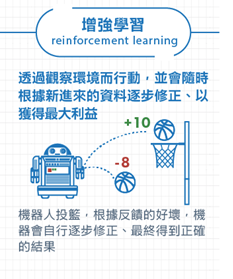 增強學習
reinforcement learning
透過觀察環境而行動，並會隨時
根據新進來的資料逐步修正、以
獲得最大利益
+10
-8
機器人投籃，根據反饋的好壞，機
器會自行逐步修正、最終得到正確
的結果